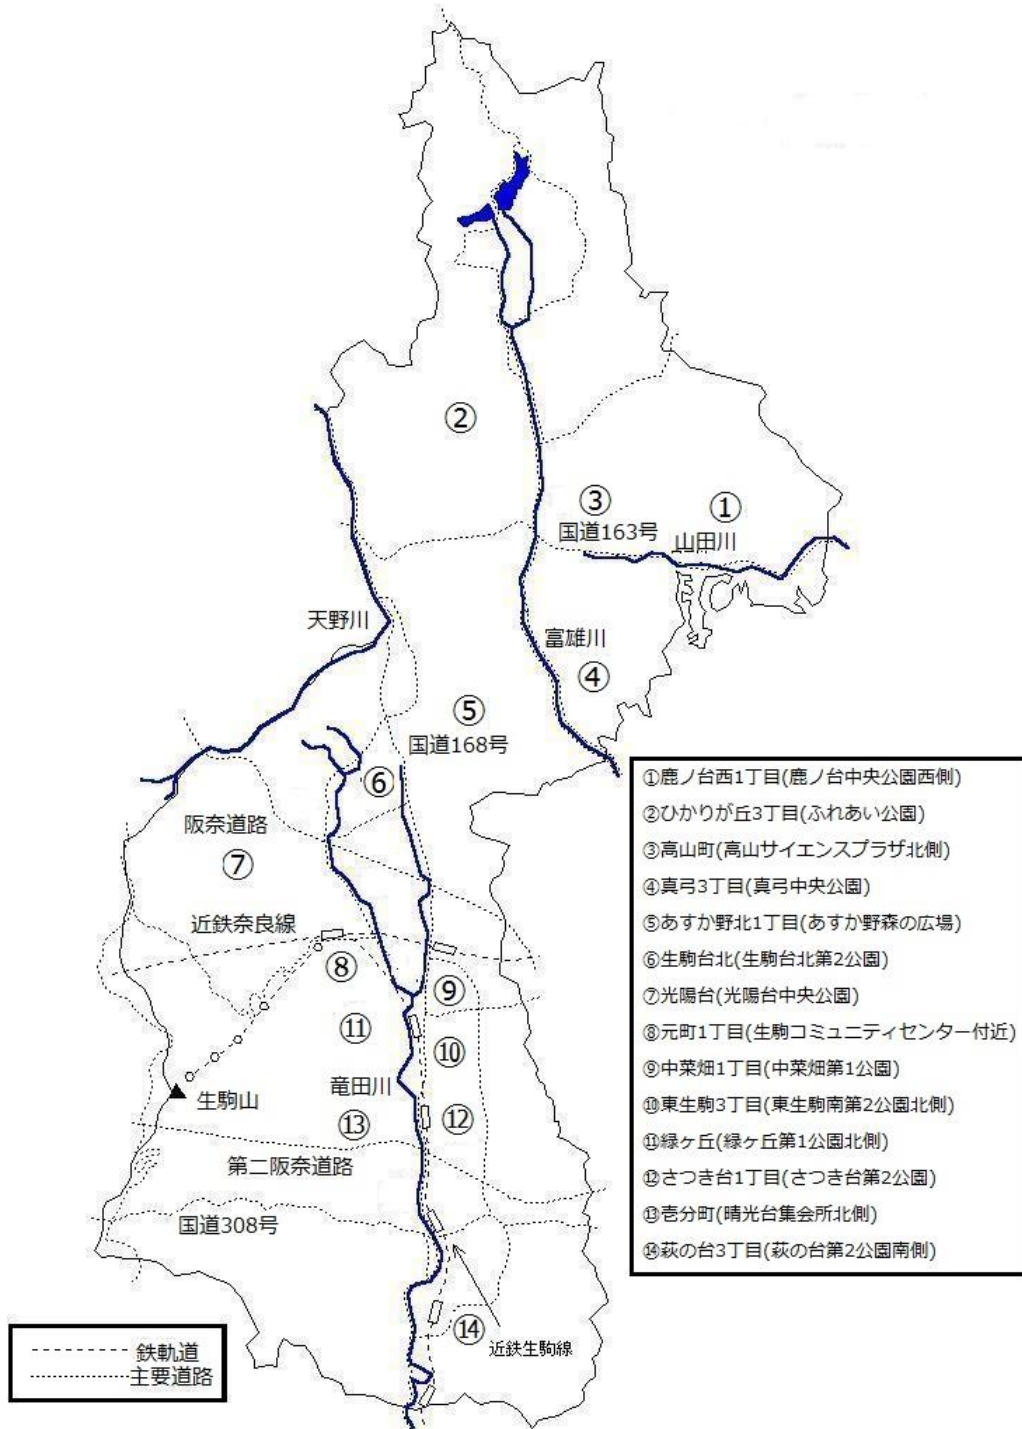 ②
③
①
国道163号
山田川
天野川
富雄川
④
⑤
国道168号
⑥
阪奈道路
⑦
近鉄奈良線
⑧
⑨
⑪
⑩
竜田川
生駒山
⑬
⑫
第二阪奈道路
国道308号
⑭
近鉄生駒線
①鹿ノ台西1丁目(鹿ノ台中央公園西側)
②ひかりが丘3丁目(ふれあい公園)
③高山町(高山サイエンスプラザ北側)
④真弓3丁目(真弓中央公園)
⑤あすか野北1丁目(あすか野森の広場)
⑥生駒台北(生駒台北第2公園)
⑦光陽台(光陽台中央公園)
⑧元町1丁目(生駒コミュニティセンター付近)
⑨中菜畑1丁目(中菜畑第1公園)
⑩東生駒3丁目(東生駒南第2公園北側)
⑪緑ヶ丘(緑ヶ丘第1公園北側)
⑫さつき台1丁目(さつき台第2公園)
⑬壱分町(晴光台集会所北側)
⑭萩の台3丁目(萩の台第2公園南側)
鉄軌道
主要道路